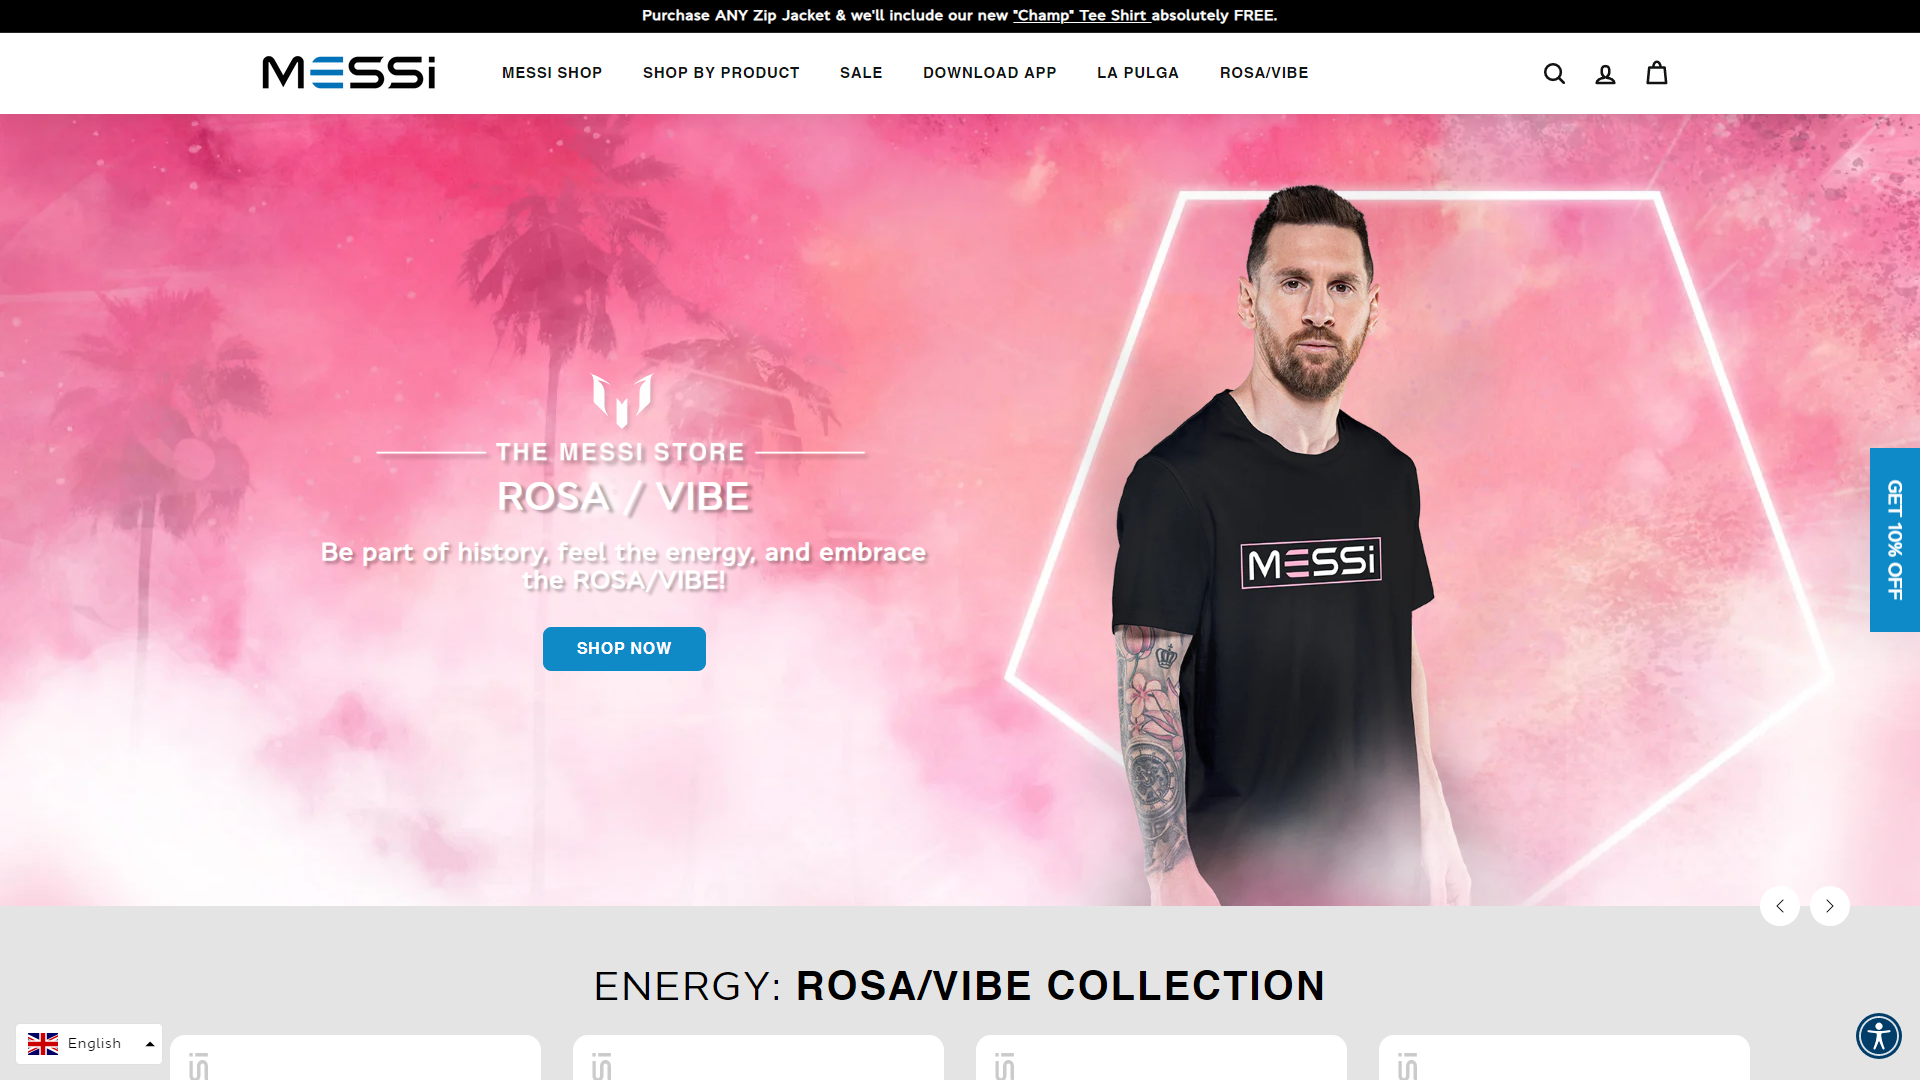 Purchase ANY Zip Jacket & we'll include our new "Champ" Tee Shirt absolutely FREE.
MESSi
MESSI SHOP
SHOP BY PRODUCT
SALE
DOWNLOAD APP
LA PULGA
ROSA/VIBE
THE MESSI STORE
ROSA / VIBE
Be part of history, feel the energy, and embrace
the ROSA/VIBE!
SHOP NOW
MESSi
GET 10% OFF
ENERGY: ROSA/VIBE COLLECTION
English